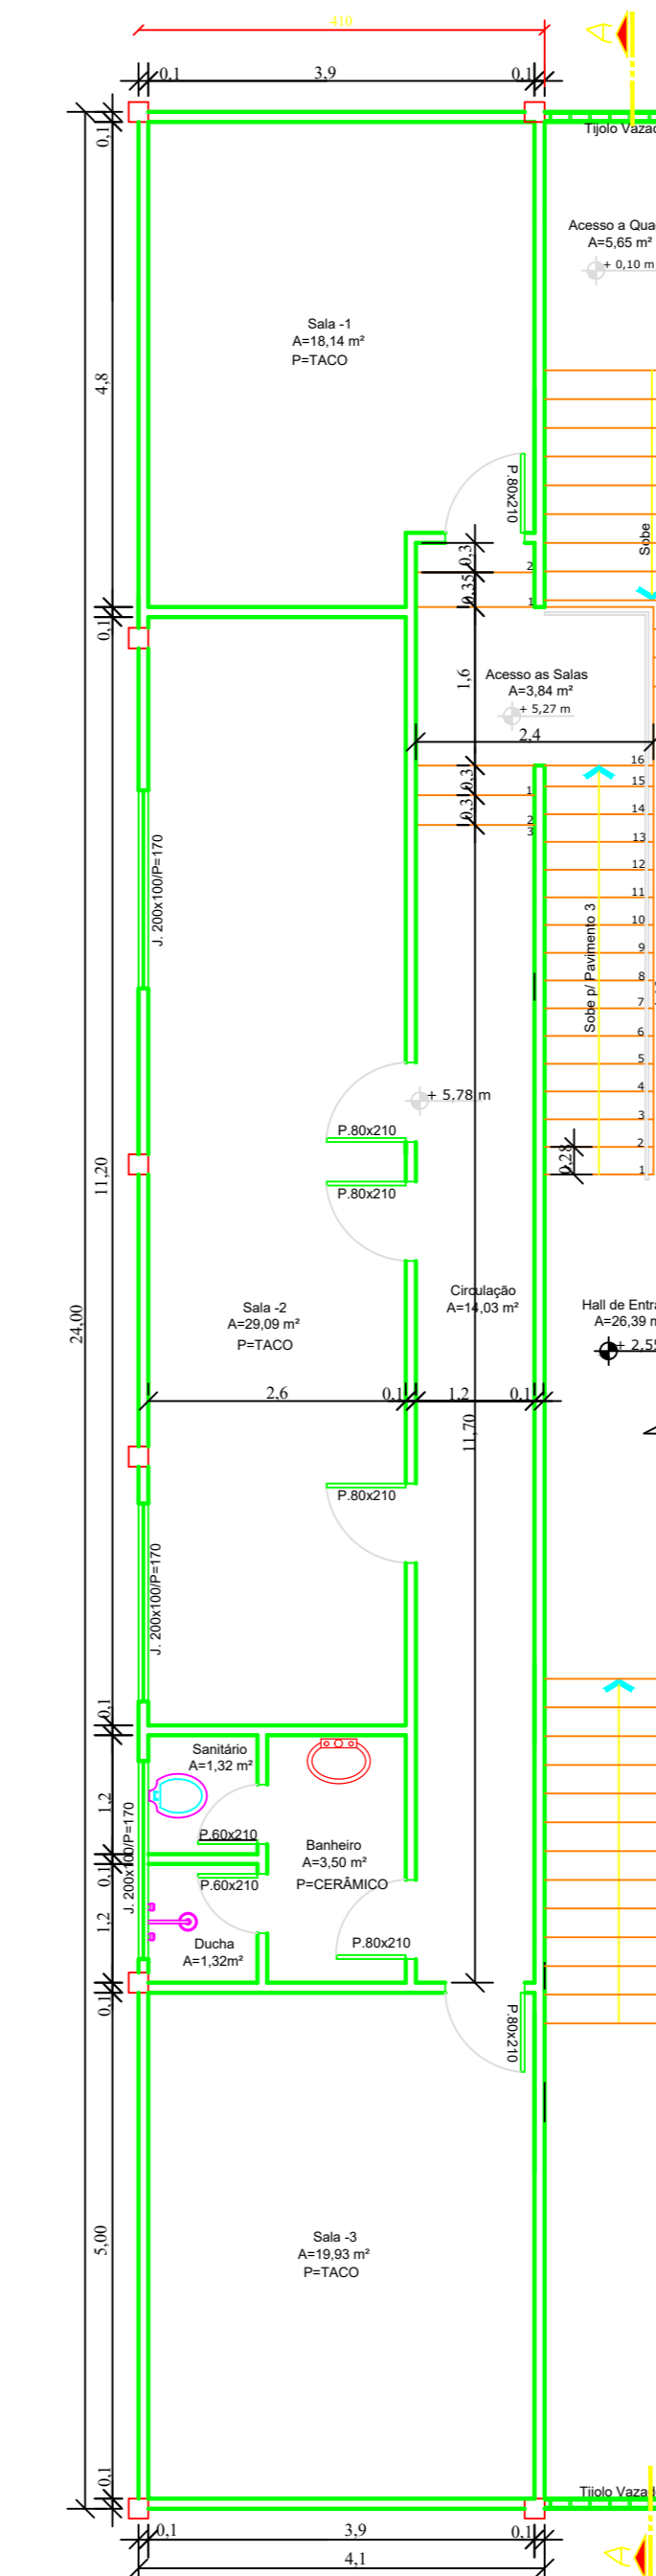 410
A
0,1
3,9
0,1
0,1
Tijolo
Acesso a
A=5,65 m²
+ 0,10 m
Sala -1
A=18,14 m²
P=TACO
4,8
P.80x210
Sobe
0,3
2
0,35
1
0,1
1,6
Acesso as Salas
A=3,84 m²
+ 5,27 m
2,4
16
15
14
13
12
11
10
9
8
7
6
5
4
3
2
1
0,3
1
0,3
2
3
J. 200x100/P=170
Sobe p/ Pavimento 3
+ 5,78 m
P.80x210
0,28
P.80x210
11,20
24,00
Sala -2
A=29,09 m²
P=TACO
Circulação
A=14,03 m²
Hall de
A=26,39
2,6
0,1
1,2
0,1
11,70
P.80x210
J. 200x100/P=170
0,1
Sanitário
A=1,32 m²
1,2
P.60x210
Banheiro
A=3,50 m²
P=CERÂMICO
0,1
P.60x210
J. 200x100/P=170
1,2
Ducha
A=1,32m²
P.80x210
0,1
P.80x210
5,00
Sala -3
A=19,93 m²
P=TACO
0,1
Tijolo
0,1
3,9
0,1
4,1
A